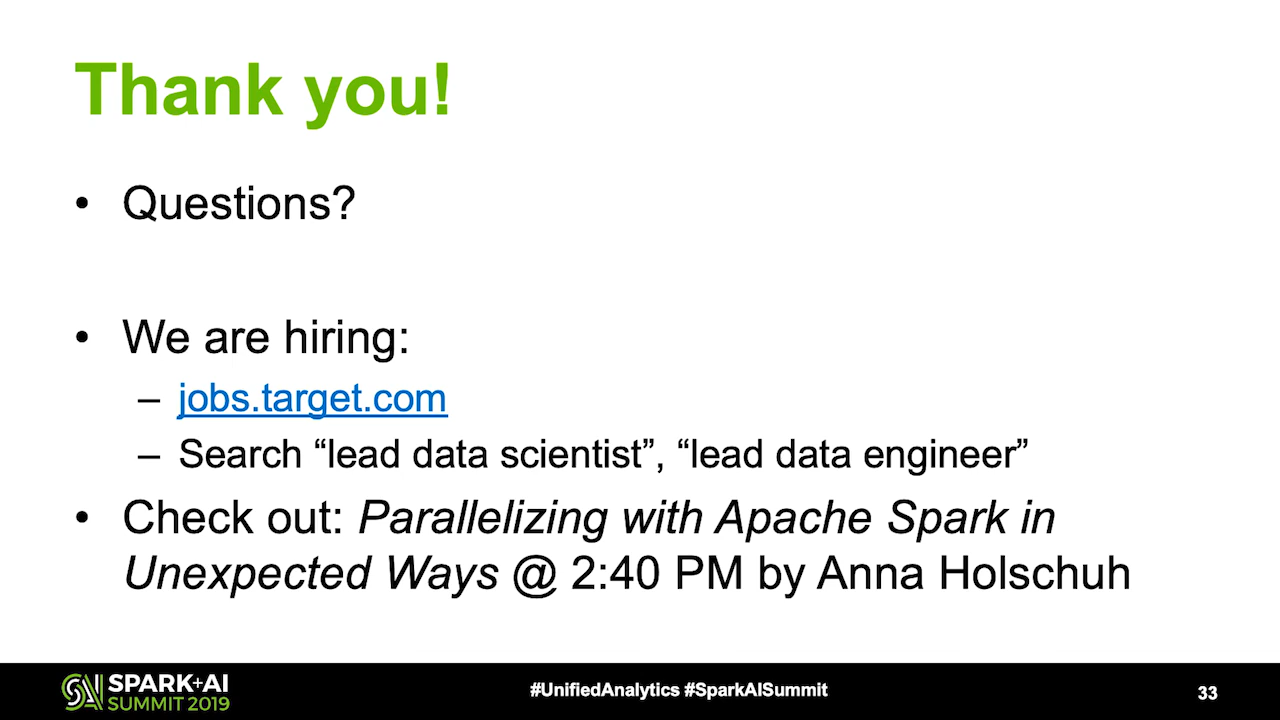 Thank you!
• Questions?
• We are hiring:
– jobs.target.com
– Search “lead data scientist”, “lead data engineer”
• Check out: Parallelizing with Apache Spark in
Unexpected Ways @ 2:40 PM by Anna Holschuh
SPARK+AI
SUMMIT 2019
#UnifiedAnalytics #SparkAISummit
33